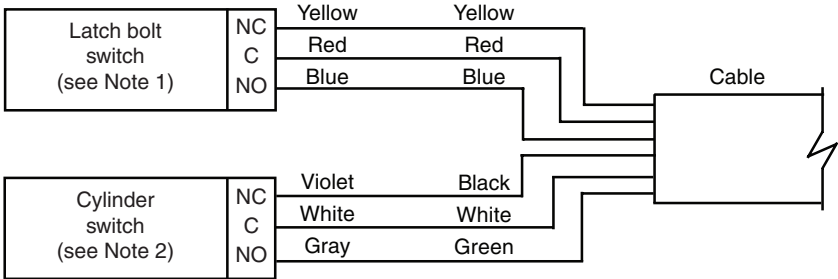 Latch bolt
switch
(see Note 1)
NC Yellow Yellow
C Red Red
NO Blue Blue
Cable
Cylinder
switch
(see Note 2)
NC Violet Black
C White White
NO Gray Green